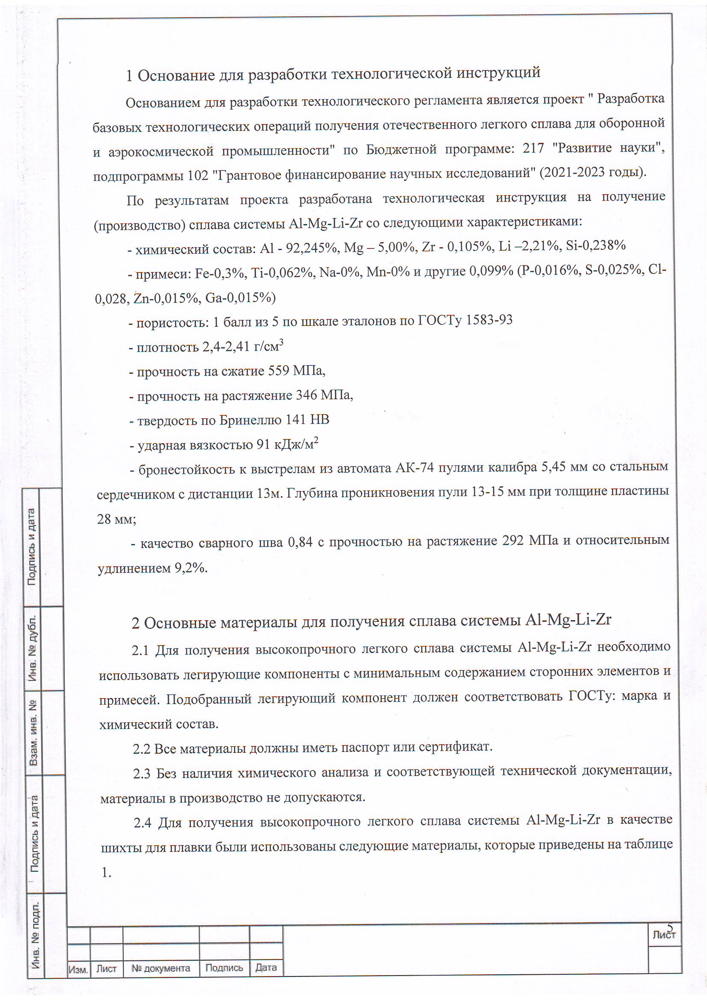 1 Основание для разработки технологической инструкций
Основанием для разработки технологического регламента является проект " Разработка
базовых технологических операций получения отечественного легкого сплава для оборонной
и аэрокосмической промышленности" по Бюджетной программе: 217 "Развитие науки",
подпрограммы 102 "Грантовое финансирование научных исследований" (2021-2023 годы).
По результатам проекта разработана технологическая инструкция на получение
(производство) сплава системы Al-Mg-Li-Zr со следующими характеристиками:
- химический состав: Al - 92,245%, Mg – 5,00%, Zr - 0,105%, Li –2,21%, Si-0,238%
- примеси: Fe-0,3%, Ti-0,062%, Na-0%, Mn-0% и другие 0,099% (P-0,016%, S-0,025%, Cl-
0,028, Zn-0,015%, Ga-0,015%)
- пористость: 1 балл из 5 по шкале эталонов по ГОСТу 1583-93
- плотность 2,4-2,41 г/см³
- прочность на сжатие 559 МПа,
- прочность на растяжение 346 МПа,
- твердость по Бринеллю 141 НВ
- ударная вязкостью 91 кДж/м²
- бронестойкость к выстрелам из автомата АК-74 пулями калибра 5,45 мм со стальным
сердечником с дистанции 13м. Глубина проникновения пули 13-15 мм при толщине пластины
28 мм;
- качество сварного шва 0,84 с прочностью на растяжение 292 МПа и относительным
удлинением 9,2%.
2 Основные материалы для получения сплава системы Al-Mg-Li-Zr
2.1 Для получения высокопрочного легкого сплава системы Al-Mg-Li-Zr необходимо
использовать легирующие компоненты с минимальным содержанием сторонних элементов и
примесей. Подобранный легирующий компонент должен соответствовать ГОСТу: марка и
химический состав.
2.2 Все материалы должны иметь паспорт или сертификат.
2.3 Без наличия химического анализа и соответствующей технической документации,
материалы в производство не допускаются.
2.4 Для получения высокопрочного легкого сплава системы Al-Mg-Li-Zr в качестве
шихты для плавки были использованы следующие материалы, которые приведены на таблице
1.
Подпись и дата
Инв. № дубл.
Взам. инв. №
Подпись и дата
Инв. № подл.
5
Лист
Изм. Лист № документа Подпись Дата